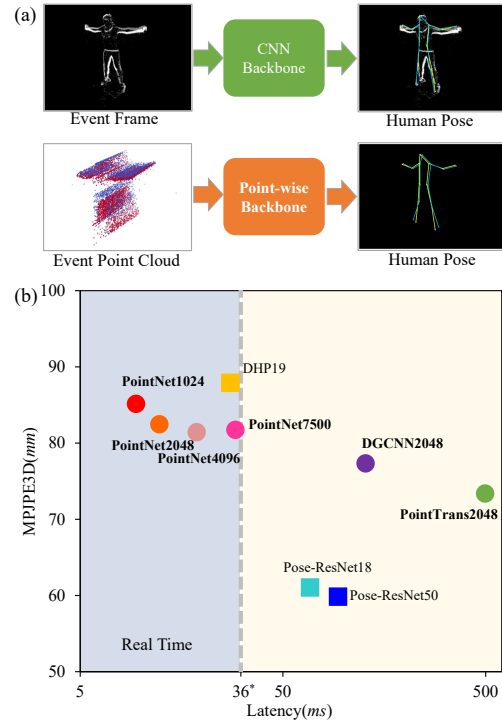 (a)
CNN
Backbone
Event Frame
Human Pose
Point-wise
Backbone
Event Point Cloud
Human Pose
(b)
100
90
80
70
60
50
MPJPE3D(mm)
DHP19
PointNet1024
PointNet2048
PointNet4096
PointNet7500
DGCNN2048
PointTrans2048
Pose-ResNet18
Pose-ResNet50
Real Time
5
36*
50
500
Latency(ms)